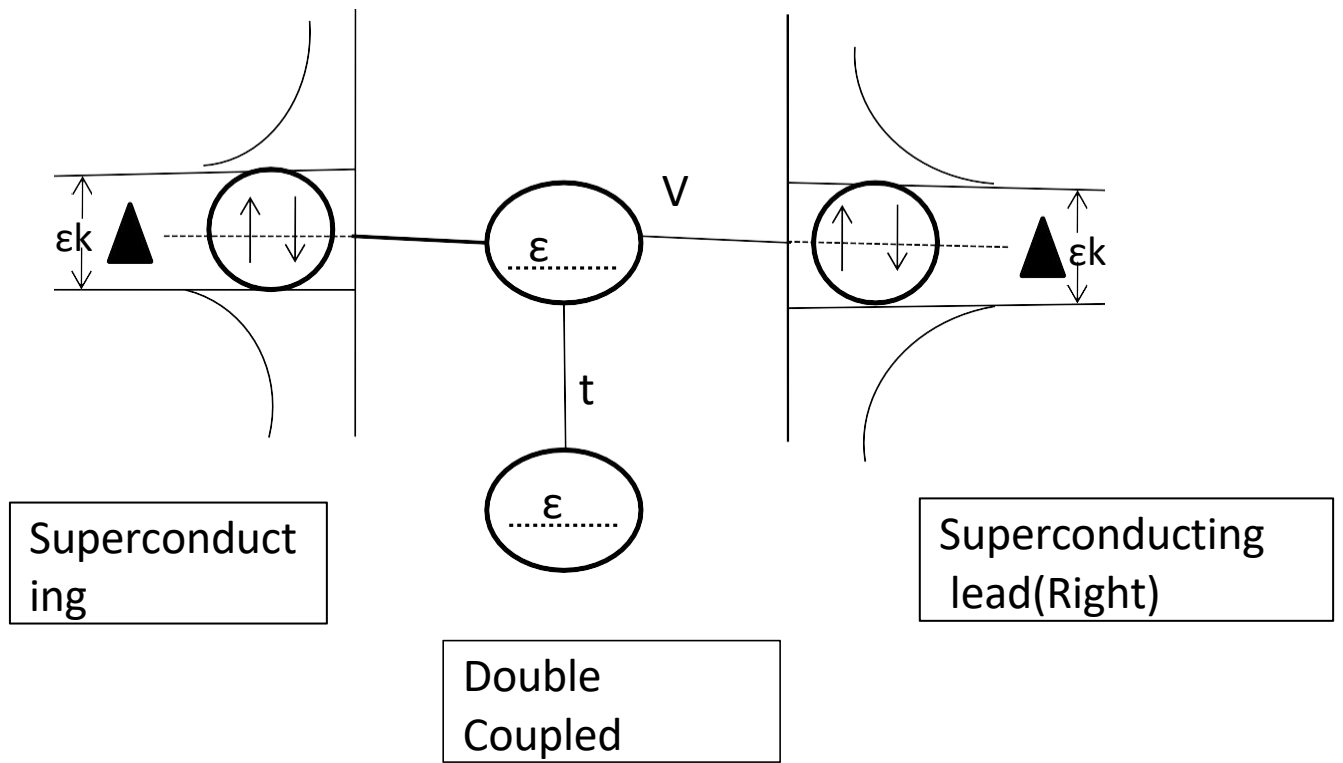 V
εk
ε
εk
t
ε
Superconduct
ing
Superconducting
lead(Right)
Double
Coupled